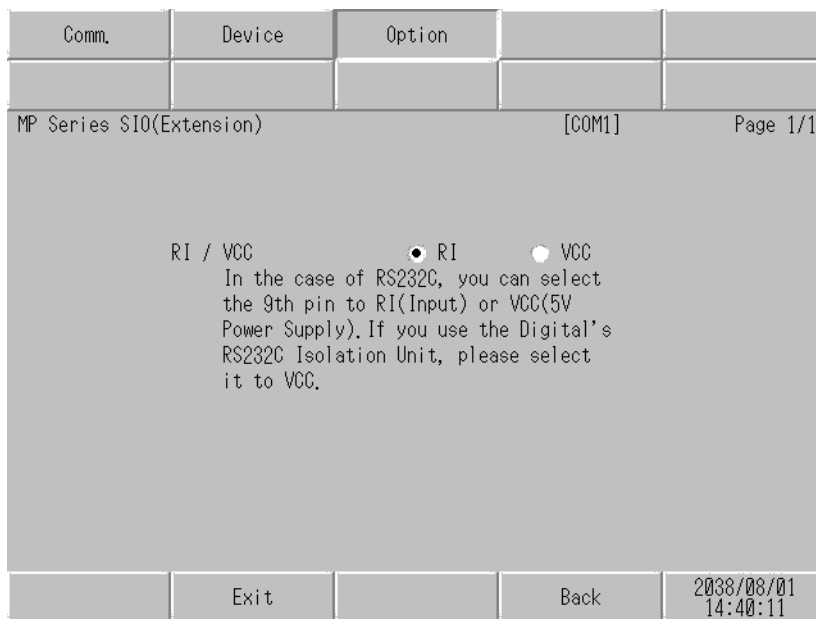 Comm. Device Option
MP Series SIO(Extension) [COM1] Page 1/1
RI / VCC RI VCC
In the case of RS232C, you can select
the 9th pin to RI(Input) or VCC(5V
Power Supply).If you use the Digital's
RS232C Isolation Unit, please select
it to VCC.
Exit Back 2038/08/01
14:40:11